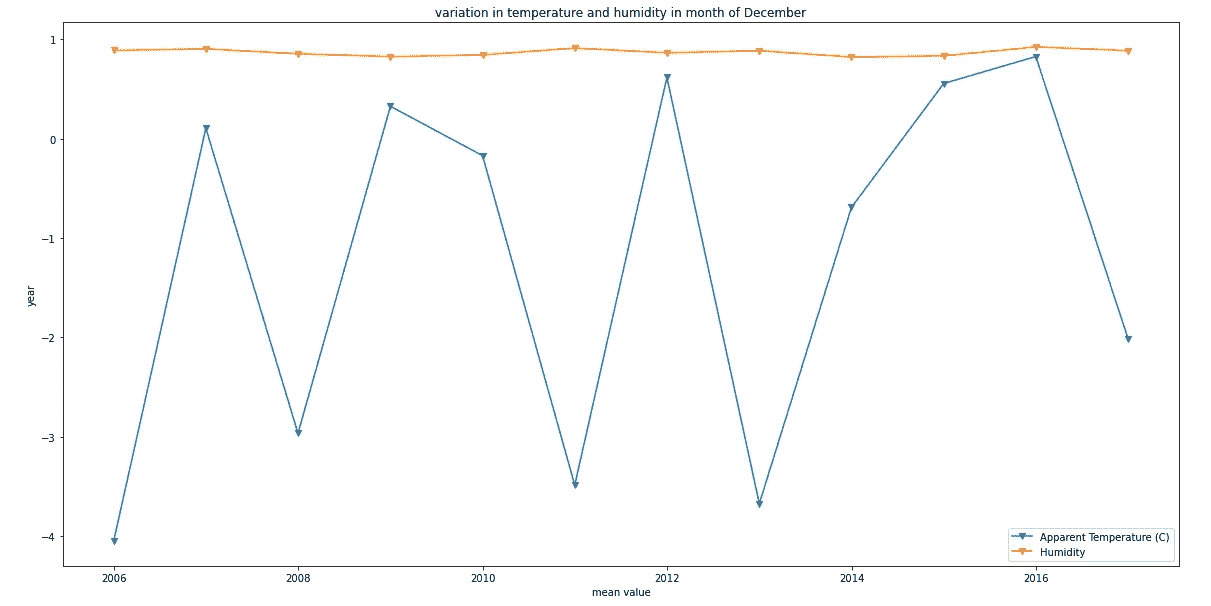 variation in temperature and humidity in month of December
1
0
−1
−2
−3
−4
year
2006 2008 2010 2012 2014 2016
mean value
Apparent Temperature (C)
Humidity